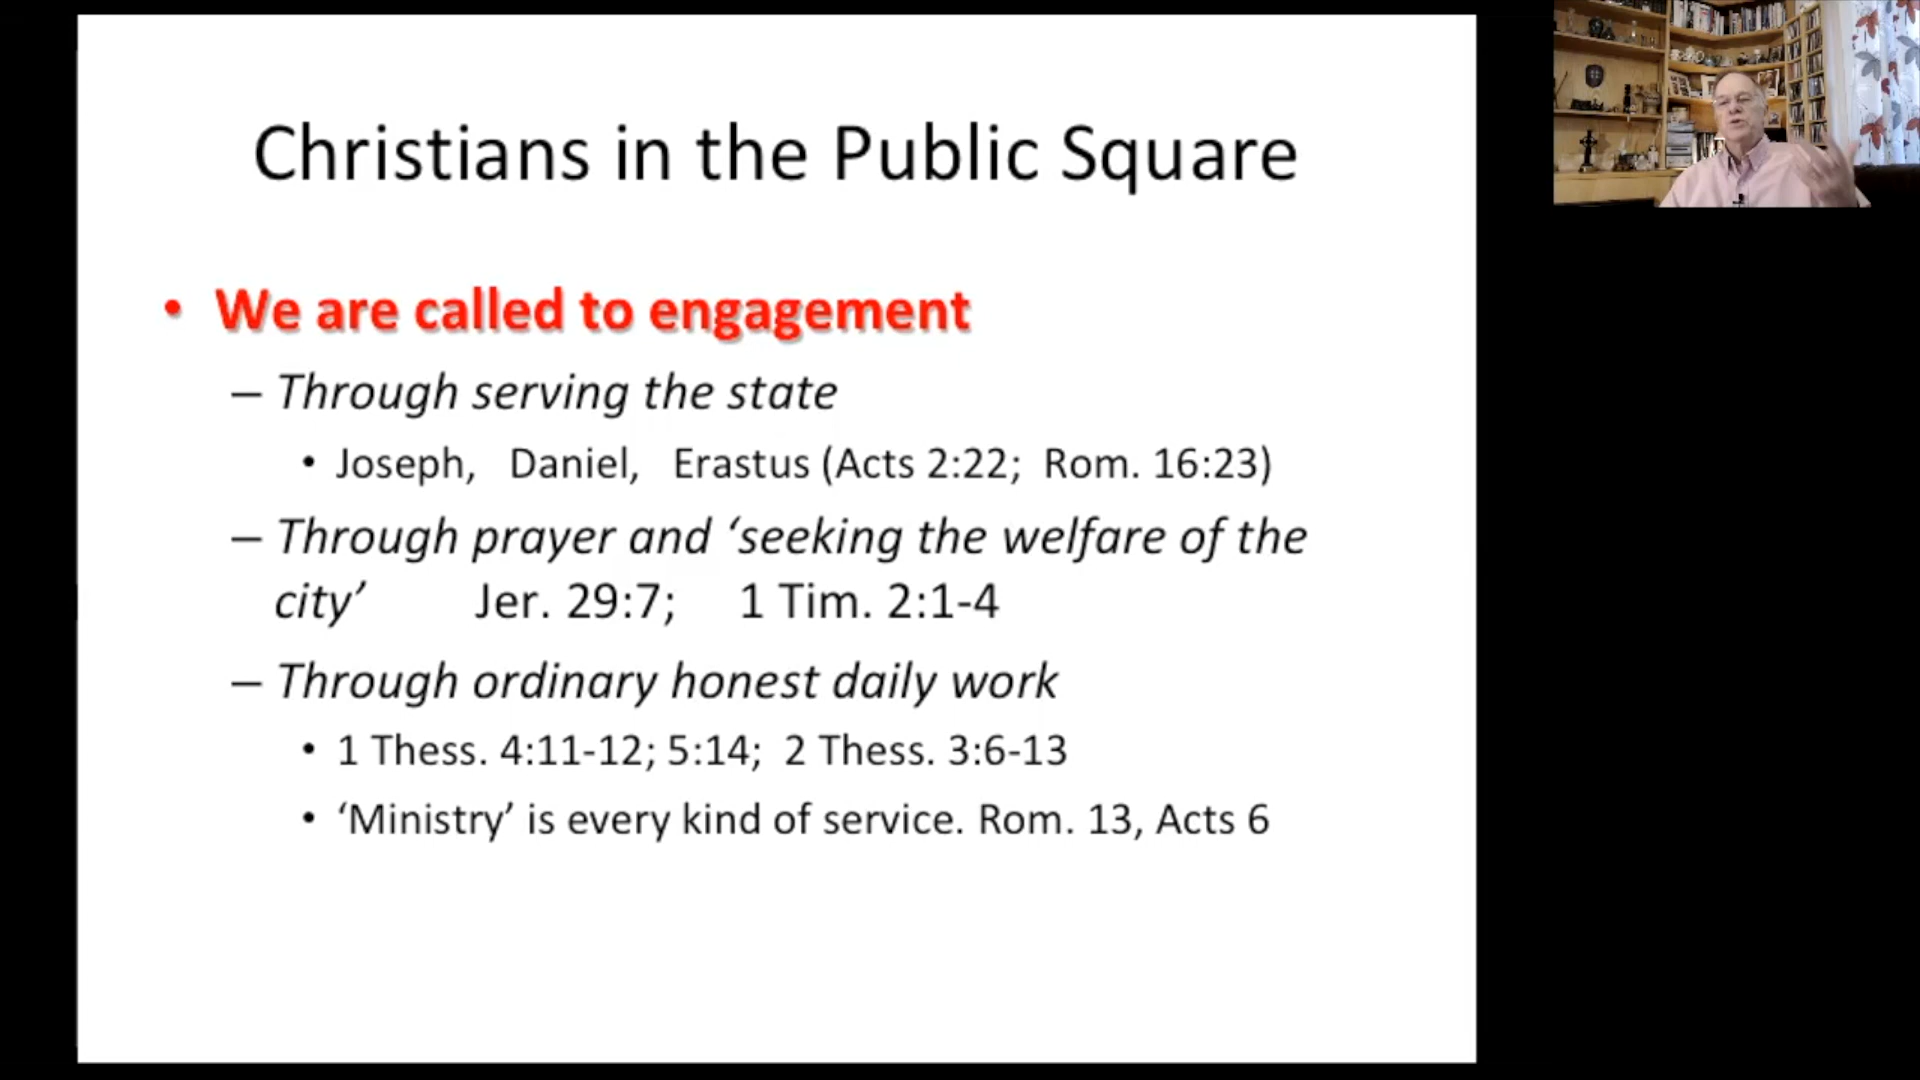 Christians in the Public Square
• We are called to engagement
– Through serving the state
• Joseph, Daniel, Erastus (Acts 2:22; Rom. 16:23)
– Through prayer and ‘seeking the welfare of the
city’ Jer. 29:7; 1 Tim. 2:1-4
– Through ordinary honest daily work
• 1 Thess. 4:11-12; 5:14; 2 Thess. 3:6-13
• ‘Ministry’ is every kind of service. Rom. 13, Acts 6